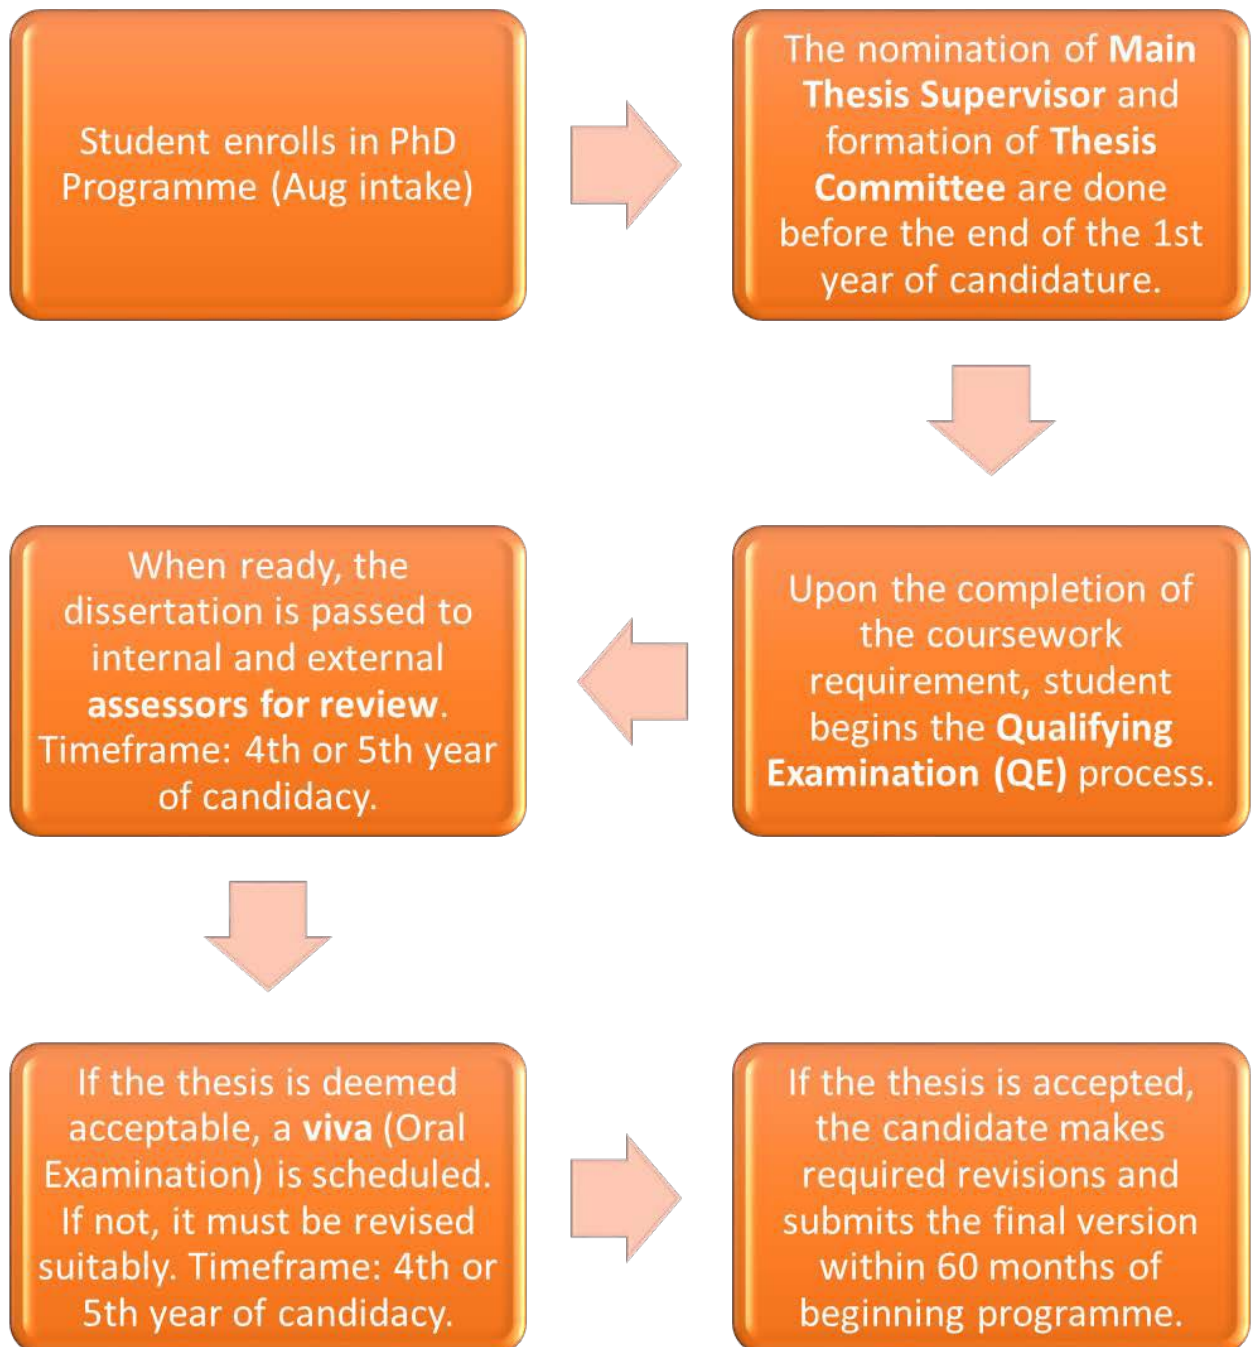 Student enrolls in PhD
Programme (Aug intake)
The nomination of Main
Thesis Supervisor and
formation of Thesis
Committee are done
before the end of the 1st
year of candidature.
Upon the completion of
the coursework
requirement, student
begins the Qualifying
Examination (QE) process.
When ready, the
dissertation is passed to
internal and external
assessors for review.
Timeframe: 4th or 5th year
of candidacy.
If the thesis is deemed
acceptable, a viva (Oral
Examination) is scheduled.
If not, it must be revised
suitably. Timeframe: 4th or
5th year of candidacy.
If the thesis is accepted,
the candidate makes
required revisions and
submits the final version
within 60 months of
beginning programme.